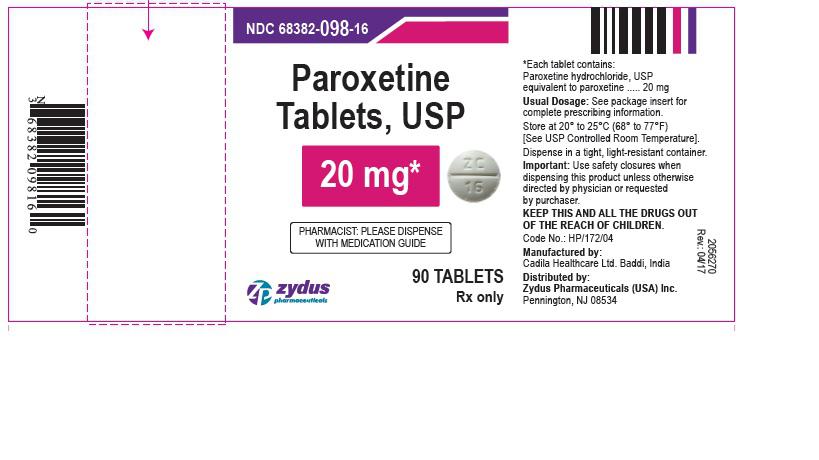 N
3 68382 09816 0
NDC 68382-098-16
Paroxetine
Tablets, USP
20 mg*
ZC
16
PHARMACIST: PLEASE DISPENSE
WITH MEDICATION GUIDE
90 TABLETS
Rx only
zydus
pharmaceuticals
*Each tablet contains:
Paroxetine hydrochloride, USP
equivalent to paroxetine ..... 20 mg
Usual Dosage: See package insert for
complete prescribing information.
Store at 20° to 25°C (68° to 77°F)
[See USP Controlled Room Temperature].
Dispense in a tight, light-resistant container.
Important: Use safety closures when
dispensing this product unless otherwise
directed by physician or requested
by purchaser.
KEEP THIS AND ALL THE DRUGS OUT
OF THE REACH OF CHILDREN.
Code No.: HP/172/04
Manufactured by:
Cadila Healthcare Ltd. Baddi, India
Distributed by:
Zydus Pharmaceuticals (USA) Inc.
Pennington, NJ 08534
2056270
Rev.: 04/17